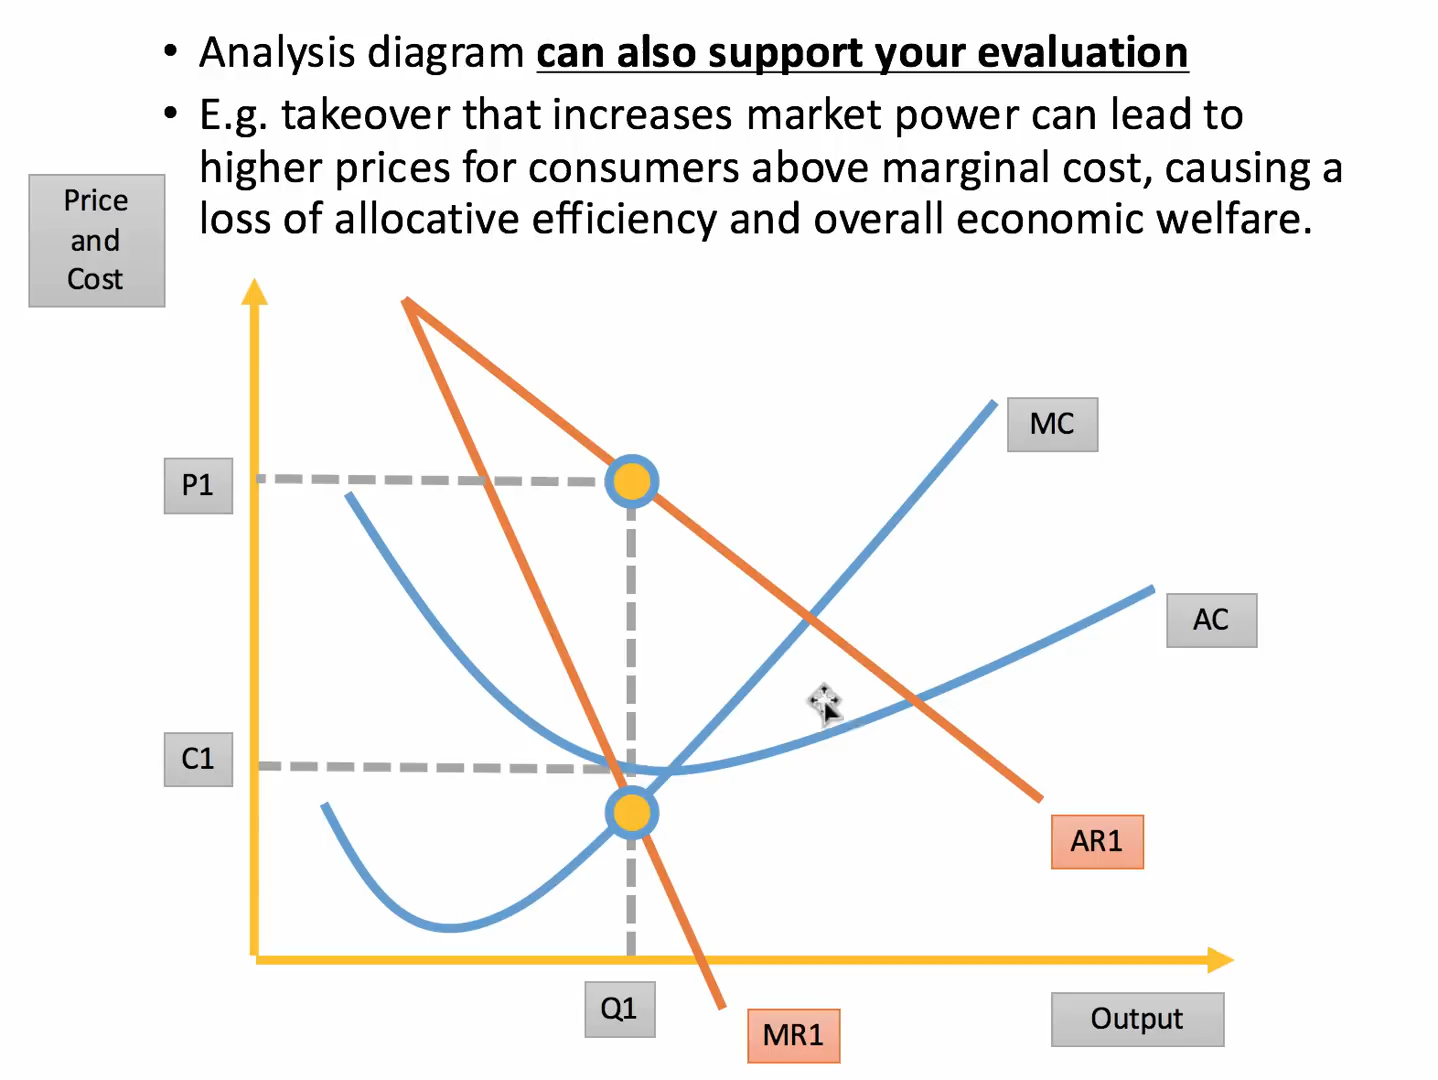 • Analysis diagram can also support your evaluation
• E.g. takeover that increases market power can lead to
higher prices for consumers above marginal cost, causing a
loss of allocative efficiency and overall economic welfare.
Price
and
Cost
MC
P1
AC
C1
AR1
Q1
MR1
Output